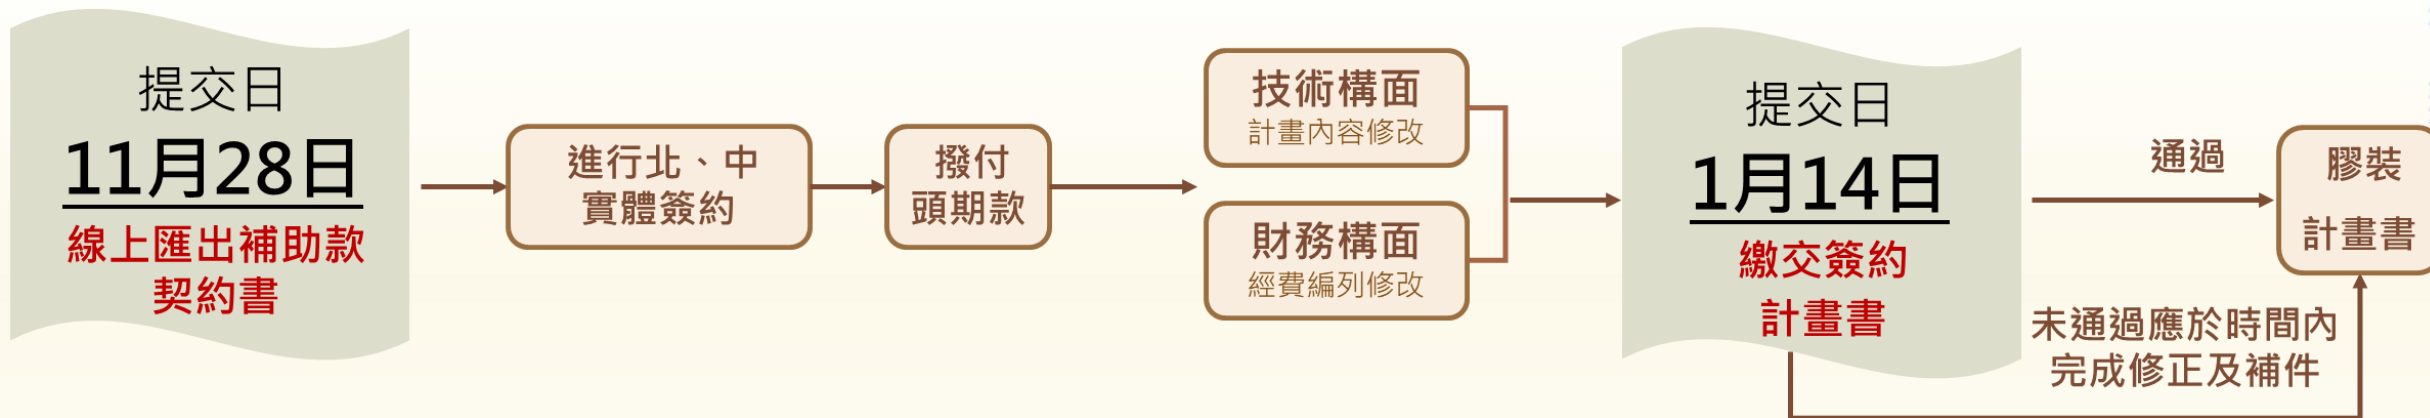 提交日
11月28日
線上匯出補助款
契約書
進行北、中
實體簽約
撥付
頭期款
技術構面
計畫內容修改
財務構面
經費編列修改
提交日
1月14日
繳交簽約
計畫書
通過
膠裝
計畫書
未通過應於時間內
完成修正及補件